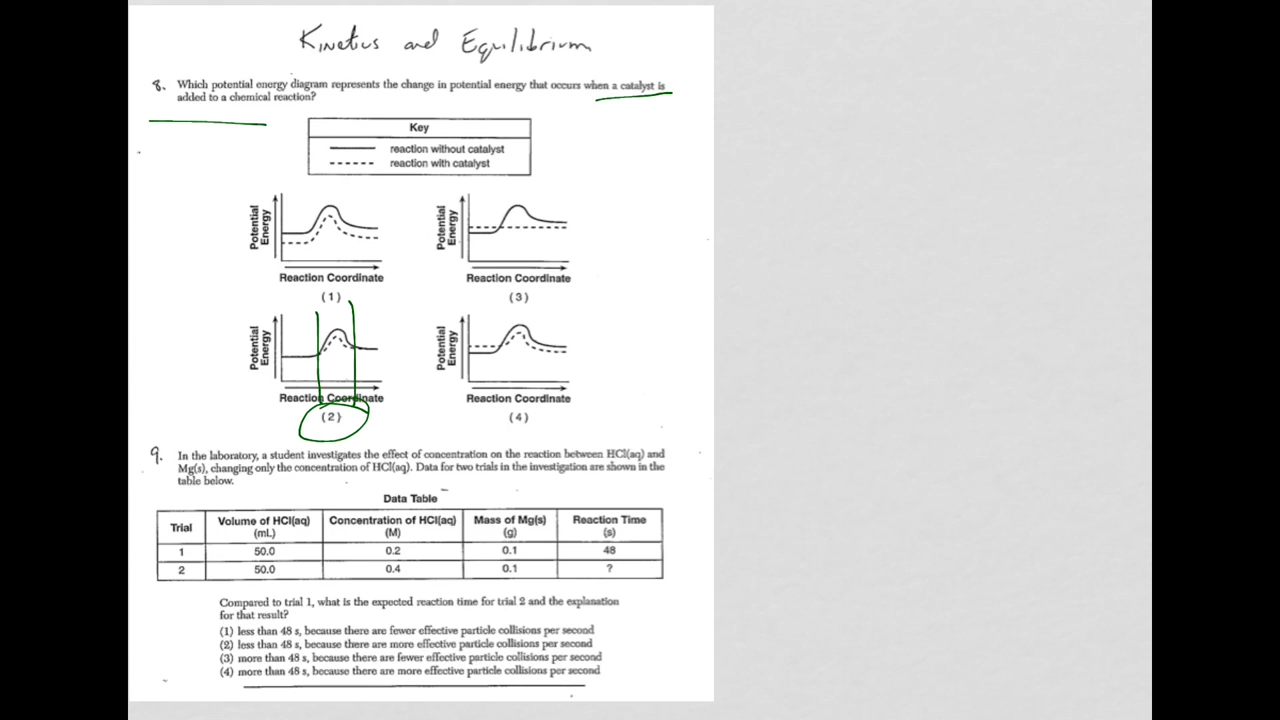 Kinetics and Equilibrium
8. Which potential energy diagram represents the change in potential energy that occurs when a catalyst is
added to a chemical reaction?
Key
reaction without catalyst
reaction with catalyst
Potential Energy
Reaction Coordinate
(1)
Potential Energy
Reaction Coordinate
(3)
Potential Energy
Reaction Coordinate
(2)
Potential Energy
Reaction Coordinate
(4)
9. In the laboratory, a student investigates the effect of concentration on the reaction between HCl(aq) and
Mg(s), changing only the concentration of HCl(aq). Data for two trials in the investigation are shown in the
table below.
Data Table
Trial Volume of HCl(aq) (mL) Concentration of HCl(aq) (M) Mass of Mg(s) (g) Reaction Time (s)
1 50.0 0.2 0.1 48
2 50.0 0.4 0.1 ?
Compared to trial 1, what is the expected reaction time for trial 2 and the explanation
for that result?
(1) less than 48 s, because there are fewer effective particle collisions per second
(2) less than 48 s, because there are more effective particle collisions per second
(3) more than 48 s, because there are fewer effective particle collisions per second
(4) more than 48 s, because there are more effective particle collisions per second